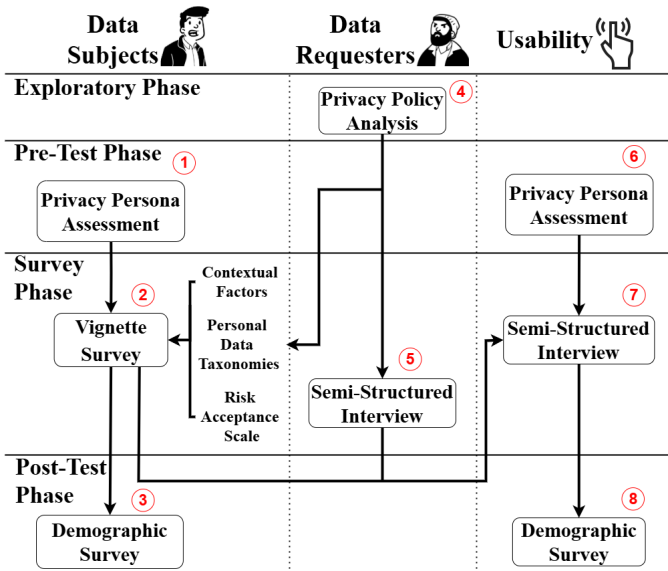 Data
Subjects
Data
Requesters
Usability
Exploratory Phase
4
Privacy Policy
Analysis
Pre-Test Phase
1
6
Privacy Persona
Assessment
Privacy Persona
Assessment
Survey
Phase
2
Vignette
Survey
Contextual
Factors
Personal
Data
Taxonomies
Risk
Acceptance
Scale
5
Semi-Structured
Interview
7
Semi-Structured
Interview
Post-Test
Phase
3
Demographic
Survey
8
Demographic
Survey